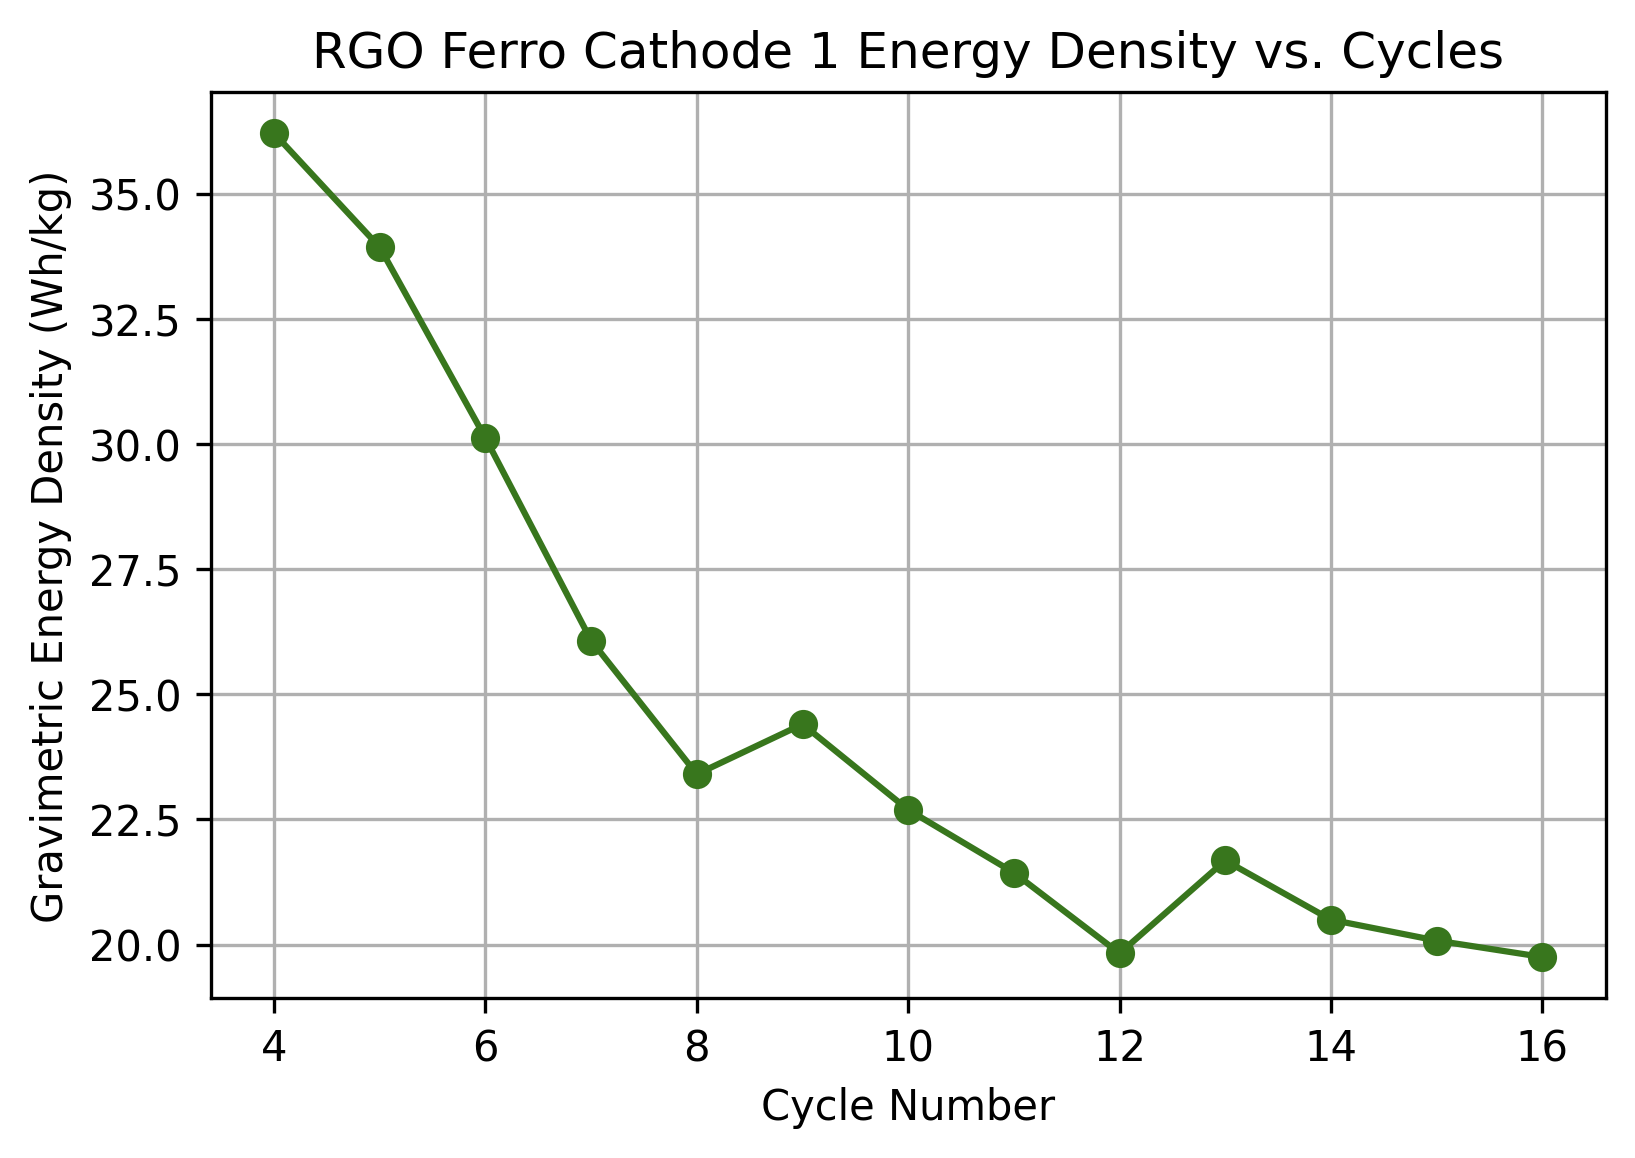 RGO Ferro Cathode 1 Energy Density vs. Cycles
Gravimetric Energy Density (Wh/kg)
35.0
32.5
30.0
27.5
25.0
22.5
20.0
4 6 8 10 12 14 16
Cycle Number